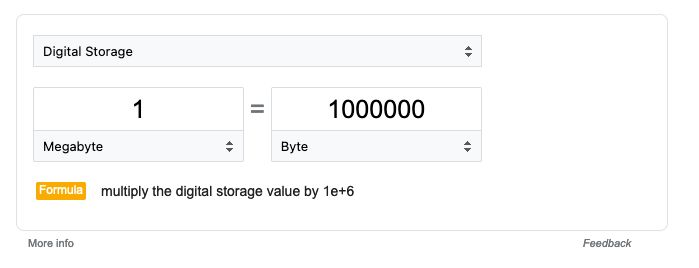 Digital Storage
1 = 1000000
Megabyte Byte
Formula multiply the digital storage value by 1e+6
More info Feedback